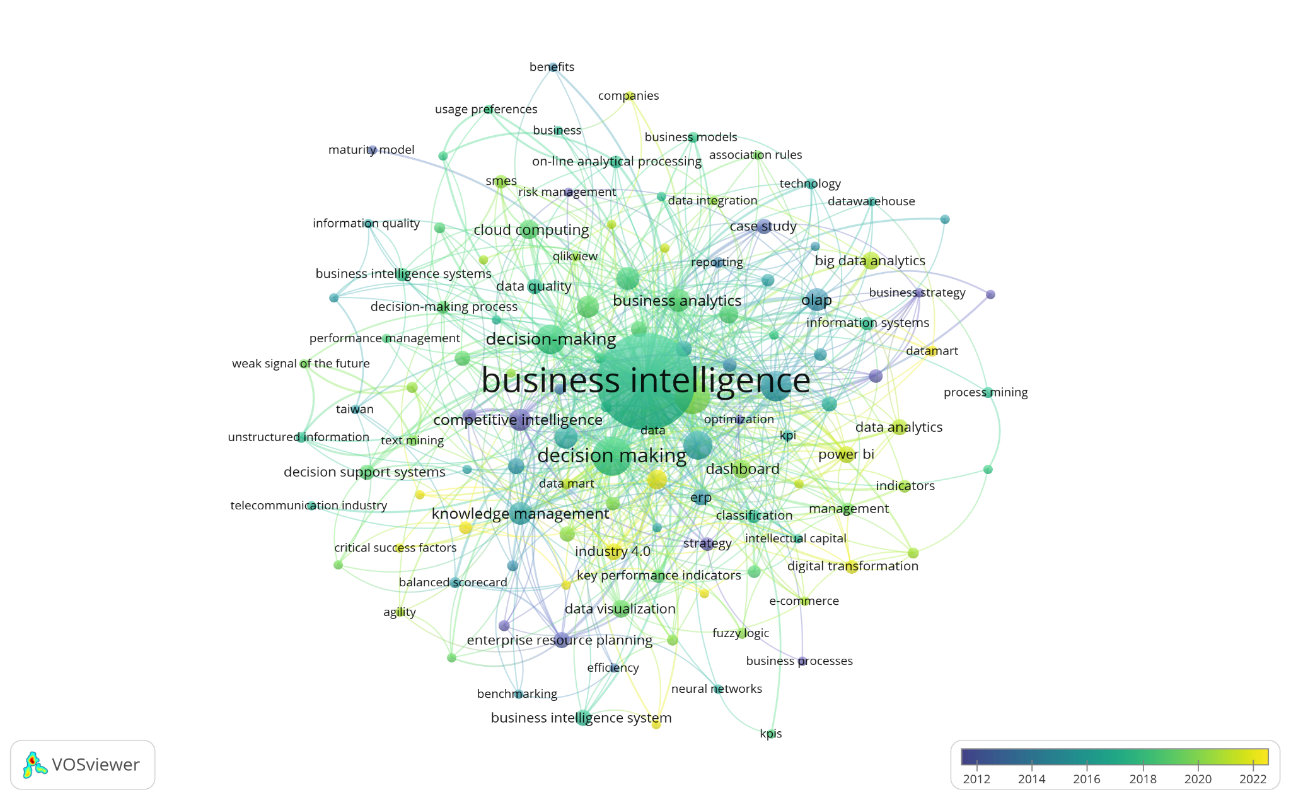 benefits
companies
usage preferences
business
business models
maturity model
on-line analytical processing
association rules
smes
technology
risk management
data integration
datawarehouse
information quality
cloud computing
case study
qlikview
reporting
big data analytics
business intelligence systems
data quality
business strategy
business analytics
olap
decision-making process
information systems
performance management
decision-making
datamart
weak signal of the future
business intelligence
process mining
taiwan
competitive intelligence
optimization
data analytics
data
unstructured information
text mining
kpi
decision making
power bi
decision support systems
dashboard
data mart
indicators
erp
telecommunication industry
knowledge management
classification
management
critical success factors
industry 4.0
strategy
intellectual capital
digital transformation
balanced scorecard
key performance indicators
agility
data visualization
e-commerce
enterprise resource planning
fuzzy logic
business processes
efficiency
benchmarking
neural networks
business intelligence system
kpis
VOSviewer
2012 2014 2016 2018 2020 2022